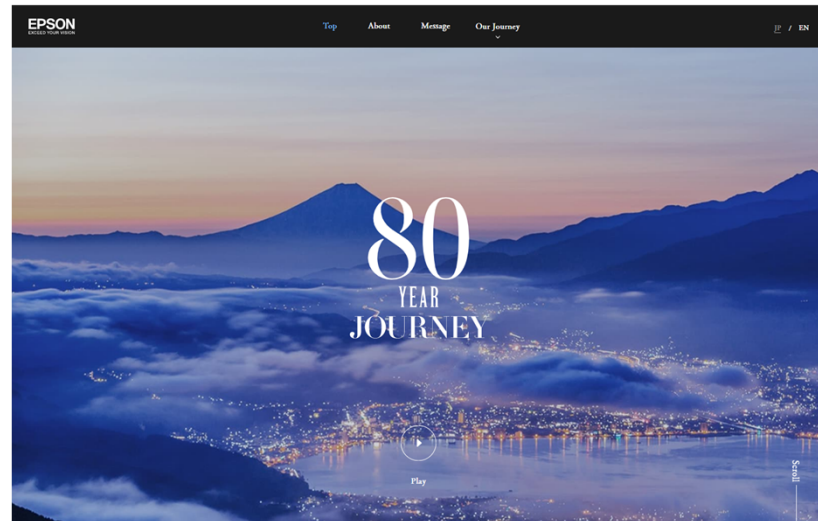 EPSON
EXCEED YOUR VISION
Top
About
Message
Our Journey
JP / EN
80
YEAR
JOURNEY
Play
Scroll